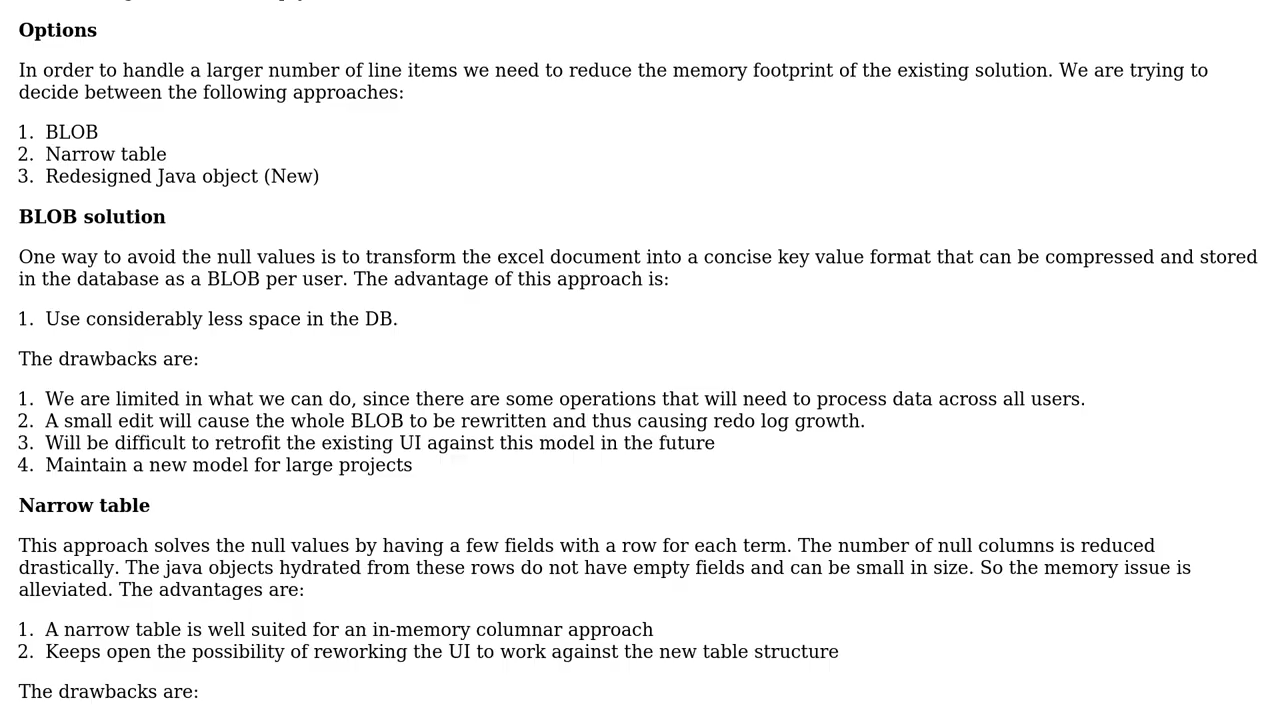 Options
In order to handle a larger number of line items we need to reduce the memory footprint of the existing solution. We are trying to
decide between the following approaches:
1. BLOB
2. Narrow table
3. Redesigned Java object (New)
BLOB solution
One way to avoid the null values is to transform the excel document into a concise key value format that can be compressed and stored
in the database as a BLOB per user. The advantage of this approach is:
1. Use considerably less space in the DB.
The drawbacks are:
1. We are limited in what we can do, since there are some operations that will need to process data across all users.
2. A small edit will cause the whole BLOB to be rewritten and thus causing redo log growth.
3. Will be difficult to retrofit the existing UI against this model in the future
4. Maintain a new model for large projects
Narrow table
This approach solves the null values by having a few fields with a row for each term. The number of null columns is reduced
drastically. The java objects hydrated from these rows do not have empty fields and can be small in size. So the memory issue is
alleviated. The advantages are:
1. A narrow table is well suited for an in-memory columnar approach
2. Keeps open the possibility of reworking the UI to work against the new table structure
The drawbacks are: